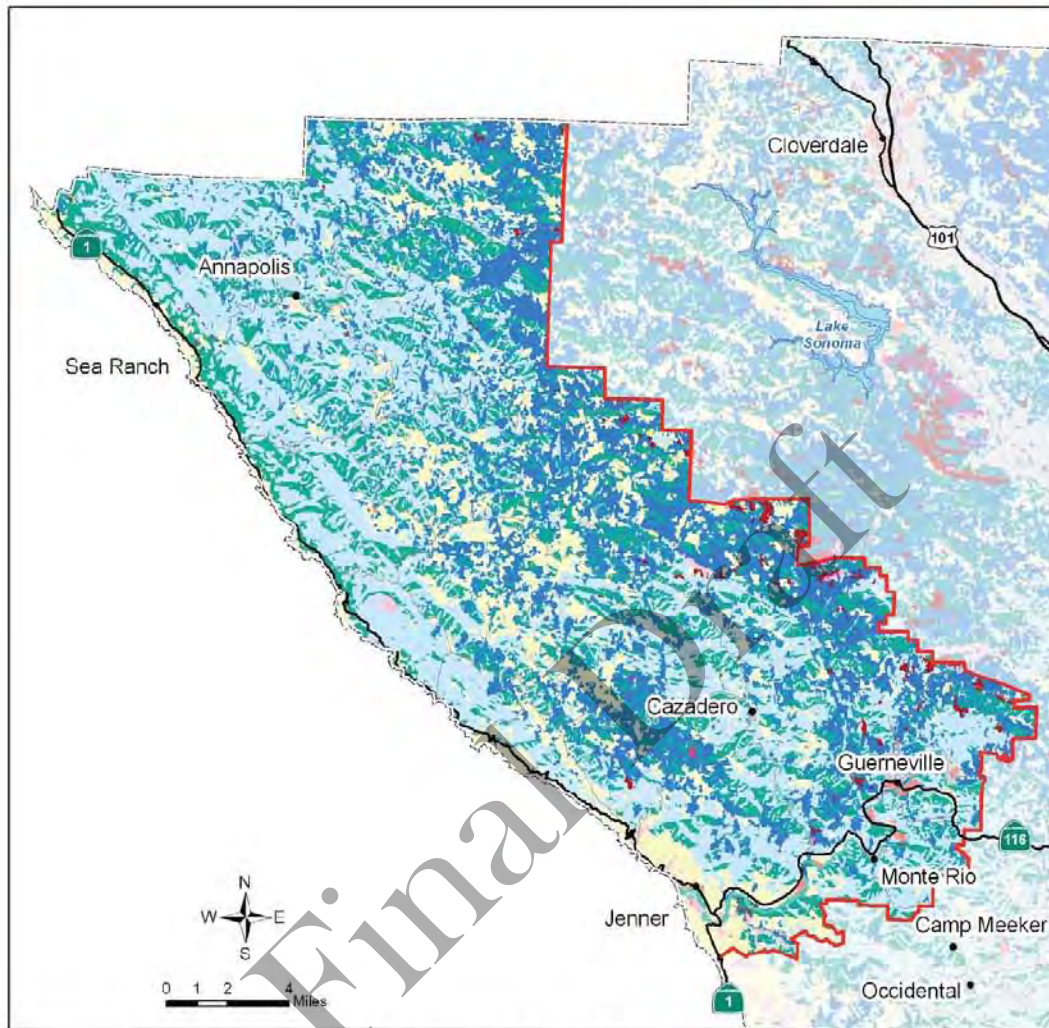 Cloverdale
1
101
Annapolis
Lake
Sonoma
Sea Ranch
Cazadero
Guerneville
116
Monte Rio
N
W E
S
Jenner
Camp Meeker
0 1 2 4
Miles
1
Occidental
Final Draft